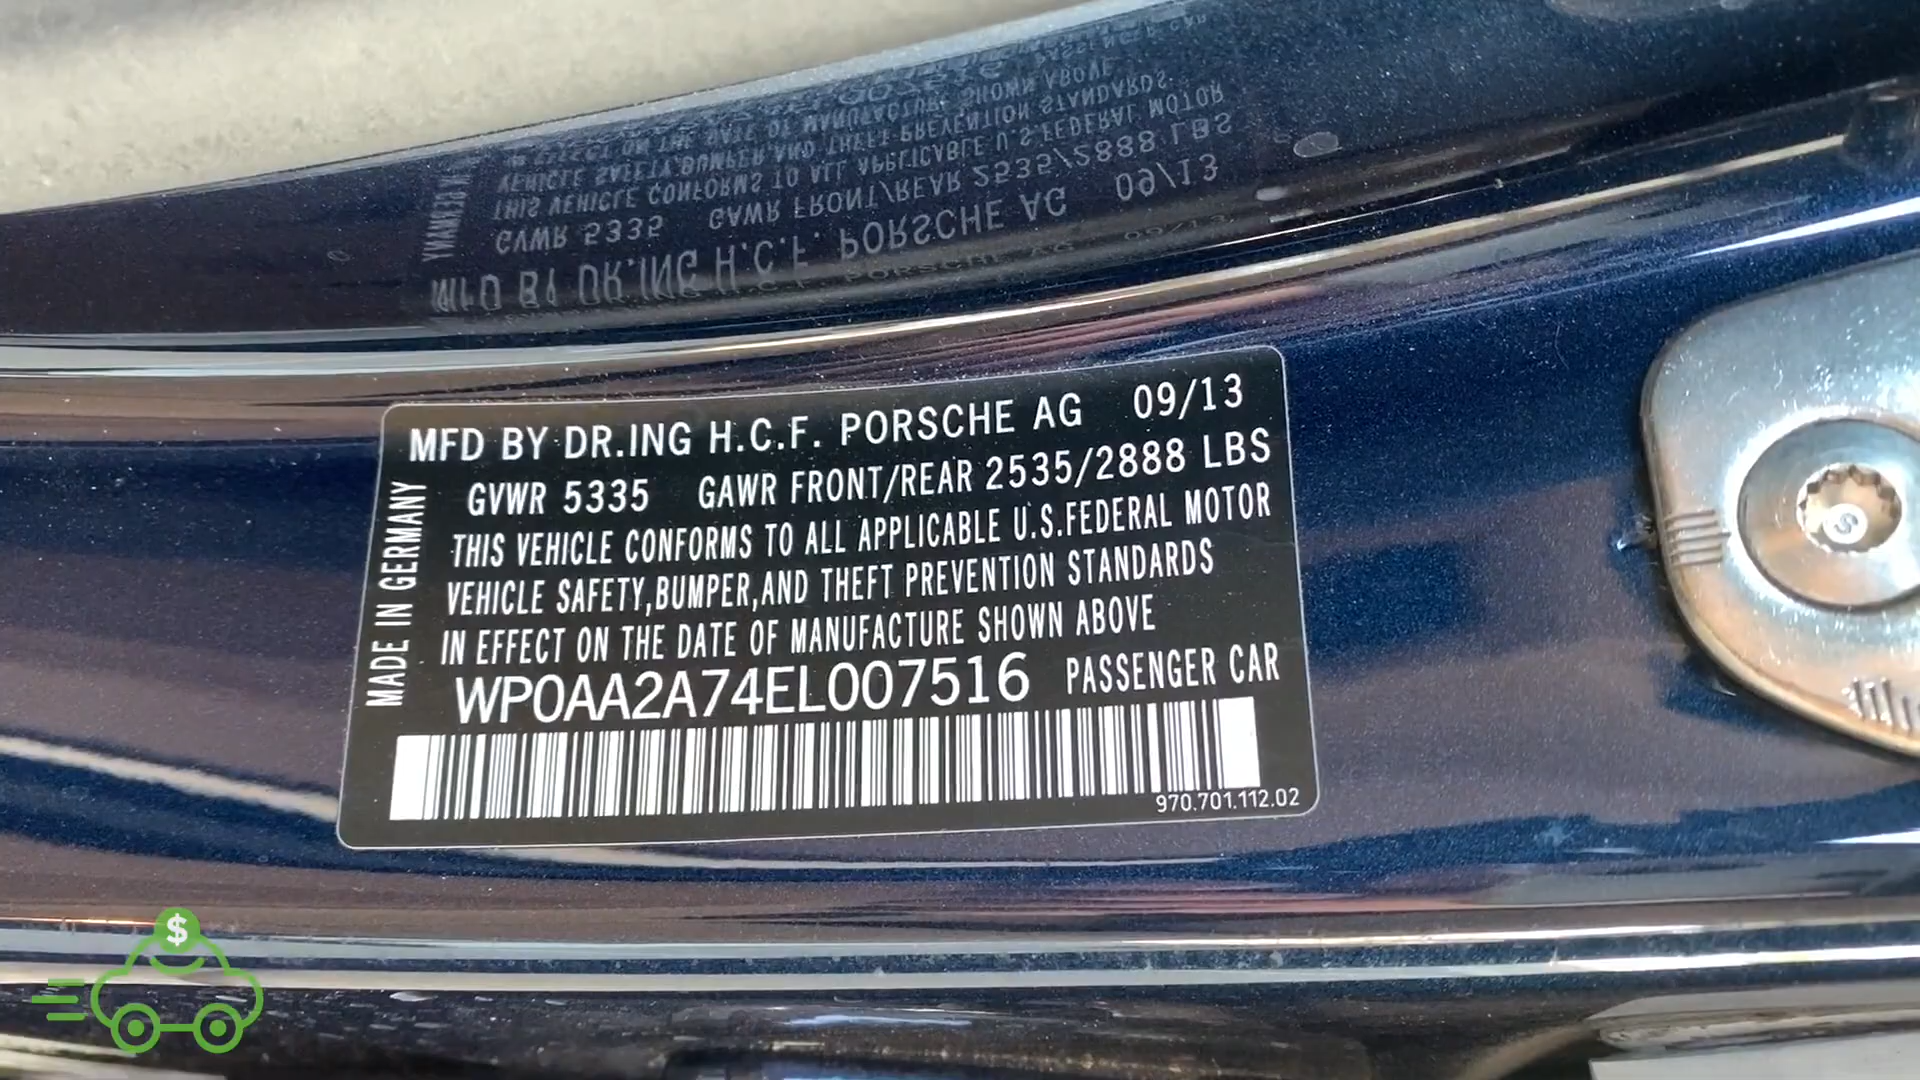 MFD BY DR.ING H.C.F. PORSCHE AG 09/13
GVWR 5335 GAWR FRONT/REAR 2535/2888 LBS
THIS VEHICLE CONFORMS TO ALL APPLICABLE U.S.FEDERAL MOTOR
VEHICLE SAFETY,BUMPER,AND THEFT PREVENTION STANDARDS
IN EFFECT ON THE DATE OF MANUFACTURE SHOWN ABOVE
WP0AA2A74EL007516 PASSENGER CAR
MADE IN GERMANY
970.701.112.02
$